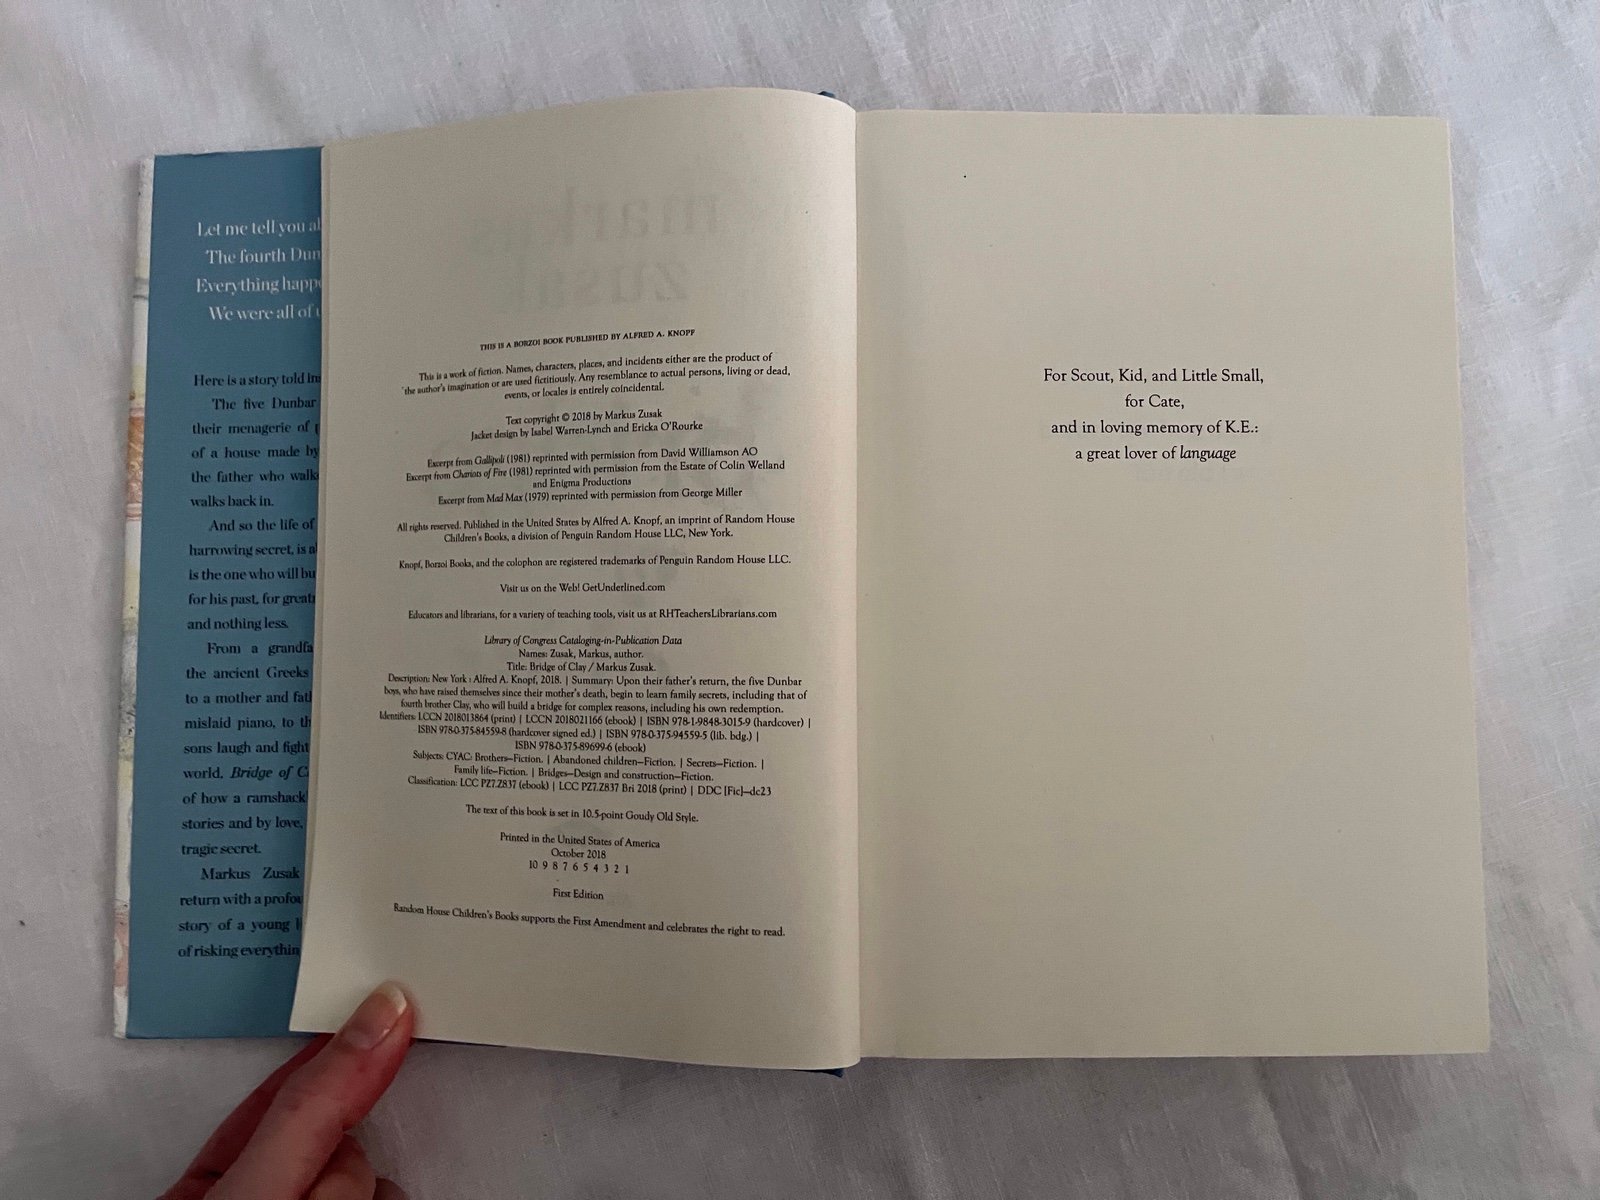 Let me tell you
The fourth
Everything
We were all of
Here is a story told
The five Dunbar
their menagerie of
of a house made by
the father who
walks back in.
And so the life of
harrowing secret, is
is the one who will
for his past, for
and nothing less.
From a
the ancient Greeks
to a mother and
mislaid piano, to
sons laugh and fight
world, Bridge of
of how a
stories and by love,
tragic secret.
Markus Zusak
return with a
story of a young
of risking
mark
zusak
THIS IS A BORZOI BOOK PUBLISHED BY ALFRED A. KNOPF
This is a work of fiction. Names, characters, places, and incidents either are the product of
the author's imagination or are used fictitiously. Any resemblance to actual persons, living or dead,
events, or locales is entirely coincidental.
Text copyright © 2018 by Markus Zusak
Jacket design by Isabel Warren-Lynch and Ericka O'Rourke
Excerpt from Gallipoli (1981) reprinted with permission from David Williamson AO
Excerpt from Chariots of Fire (1981) reprinted with permission from the Estate of Colin Welland
and Enigma Productions
Excerpt from Mad Max (1979) reprinted with permission from George Miller
All rights reserved. Published in the United States by Alfred A. Knopf, an imprint of Random House
Children's Books, a division of Penguin Random House LLC, New York.
Knopf, Borzoi Books, and the colophon are registered trademarks of Penguin Random House LLC.
Visit us on the Web! GetUnderlined.com
Educators and librarians, for a variety of teaching tools, visit us at RHTeachersLibrarians.com
Library of Congress Cataloging-in-Publication Data
Names: Zusak, Markus, author.
Title: Bridge of Clay / Markus Zusak.
Description: New York : Alfred A. Knopf, 2018. | Summary: Upon their father's return, the five Dunbar
boys, who have raised themselves since their mother's death, begin to learn family secrets, including that of
fourth brother Clay, who will build a bridge for complex reasons, including his own redemption.
Identifiers: LCCN 2018013864 (print) | LCCN 2018021166 (ebook) | ISBN 978-1-9848-3015-9 (hardcover) |
ISBN 978-0-375-84559-8 (hardcover signed ed.) | ISBN 978-0-375-94559-5 (lib. bdg.) |
ISBN 978-0-375-89699-6 (ebook)
Subjects: CYAC: Brothers—Fiction. | Abandoned children—Fiction. | Secrets—Fiction. |
Family life—Fiction. | Bridges—Design and construction—Fiction.
Classification: LCC PZ7.Z837 (ebook) | LCC PZ7.Z837 Bri 2018 (print) | DDC [Fic]—dc23
The text of this book is set in 10.5-point Goudy Old Style.
Printed in the United States of America
October 2018
10 9 8 7 6 5 4 3 2 1
First Edition
Random House Children's Books supports the First Amendment and celebrates the right to read.
For Scout, Kid, and Little Small,
for Cate,
and in loving memory of K.E.:
a great lover of language